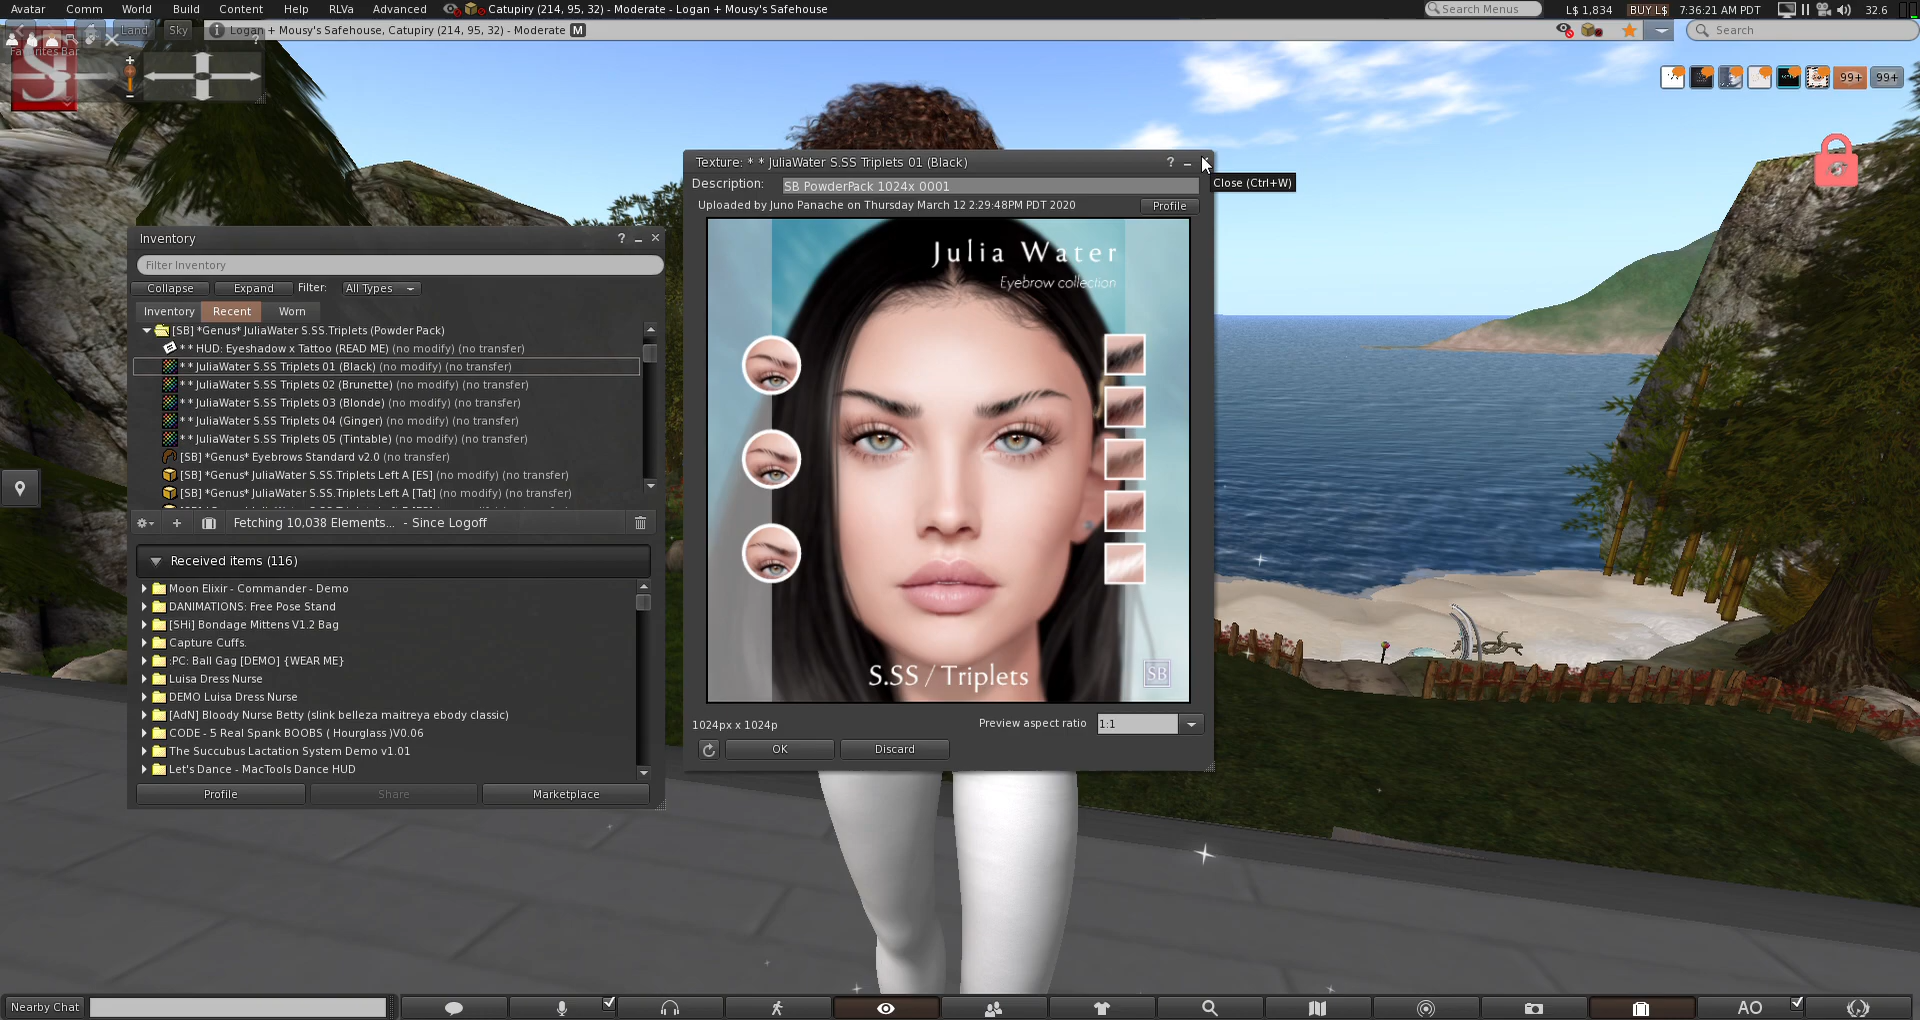 Avatar Comm World Build Content Help RLVa Advanced Catupiry (214, 95, 32) - Moderate - Logan + Mousy's Safehouse Search Menus L$ 1,834 BUY L$ 7:36:21 AM PDT 32.6
Land Sky Logan + Mousy's Safehouse, Catupiry (214, 95, 32) - Moderate M Search
Favorites Bar
99+ 99+
Texture: * * JuliaWater S.SS Triplets 01 (Black) ?
Description: SB PowderPack 1024x 0001
Close (Ctrl+W)
Uploaded by Juno Panache on Thursday March 12 2:29:48PM PDT 2020 Profile
Julia Water
Eyebrow collection
S.SS / Triplets
SB
1024px x 1024p Preview aspect ratio 1:1
OK Discard
Inventory ?
Filter Inventory
Collapse Expand Filter: All Types
Inventory Recent Worn
[SB] *Genus* JuliaWater S.SS.Triplets (Powder Pack)
* * HUD: Eyeshadow x Tattoo (READ ME) (no modify) (no transfer)
* * JuliaWater S.SS Triplets 01 (Black) (no modify) (no transfer)
* * JuliaWater S.SS Triplets 02 (Brunette) (no modify) (no transfer)
* * JuliaWater S.SS Triplets 03 (Blonde) (no modify) (no transfer)
* * JuliaWater S.SS Triplets 04 (Ginger) (no modify) (no transfer)
* * JuliaWater S.SS Triplets 05 (Tintable) (no modify) (no transfer)
[SB] *Genus* Eyebrows Standard v2.0 (no transfer)
[SB] *Genus* JuliaWater S.SS.Triplets Left A [ES] (no modify) (no transfer)
[SB] *Genus* JuliaWater S.SS.Triplets Left A [Tat] (no modify) (no transfer)
Fetching 10,038 Elements... - Since Logoff
Received items (116)
Moon Elixir - Commander - Demo
DANIMATIONS: Free Pose Stand
[SHi] Bondage Mittens V1.2 Bag
Capture Cuffs.
:PC: Ball Gag [DEMO] {WEAR ME}
Luisa Dress Nurse
DEMO Luisa Dress Nurse
[AdN] Bloody Nurse Betty (slink belleza maitreya ebody classic)
CODE - 5 Real Spank BOOBS ( Hourglass )V0.06
The Succubus Lactation System Demo v1.01
Let's Dance - MacTools Dance HUD
Profile Share Marketplace
Nearby Chat AO